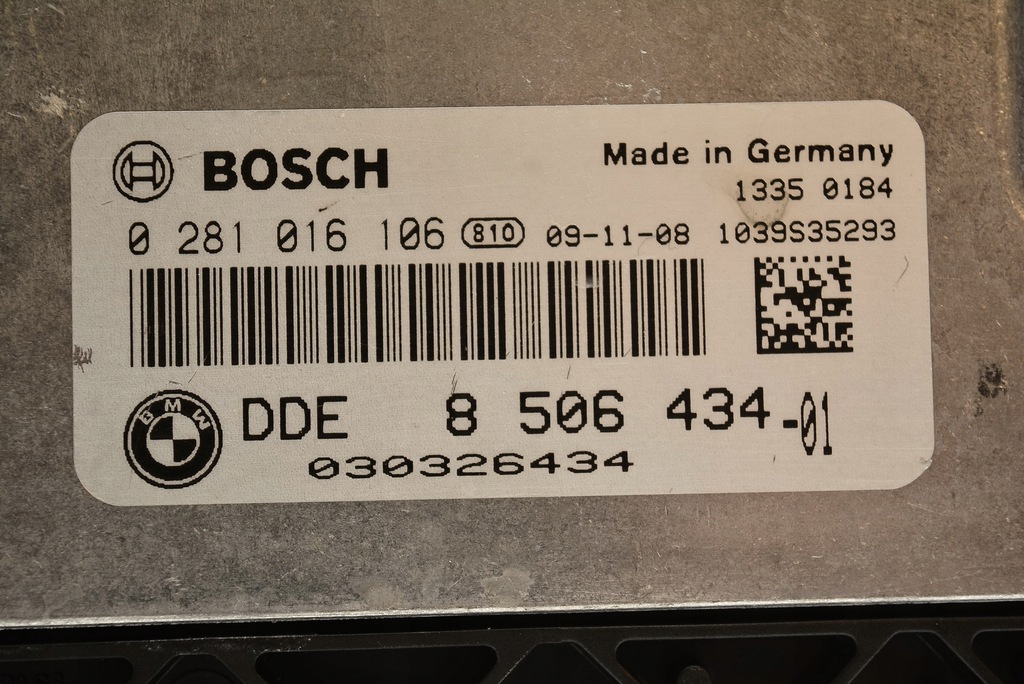 BOSCH Made in Germany
1335 0184
0 281 016 106 810 09-11-08 1039S35293
BMW DDE 8 506 434-01
030326434